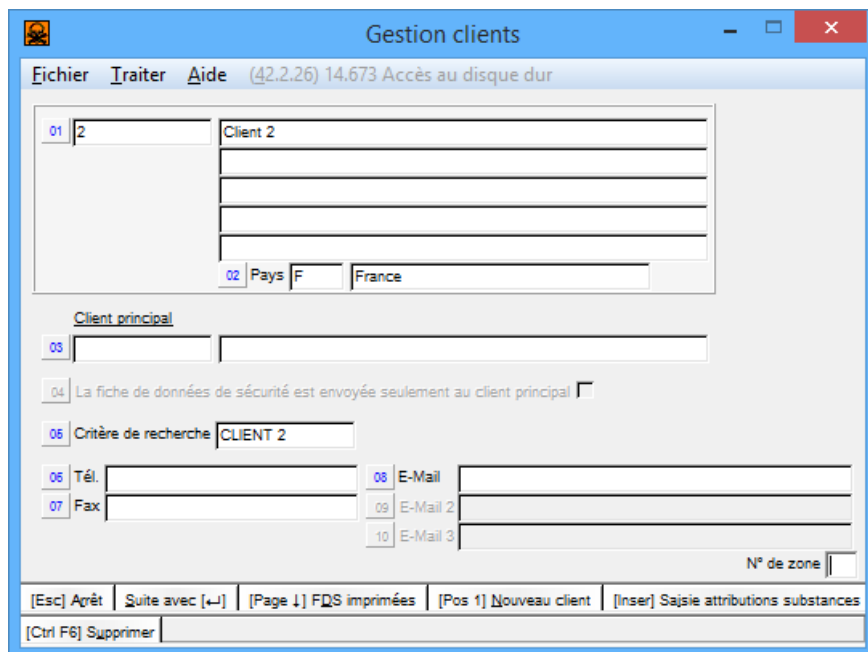 Gestion clients
Fichier Traiter Aide (42.2.26) 14.673 Accès au disque dur
01 2 Client 2
02 Pays F France
Client principal
03
04 La fiche de données de sécurité est envoyée seulement au client principal
05 Critère de recherche CLIENT 2
06 Tél. 08 E-Mail
07 Fax 09 E-Mail 2
10 E-Mail 3
N° de zone
[Esc] Arrêt Suite avec [↵] [Page ↓] FDS imprimées [Pos 1] Nouveau client [Inser] Sajsie attributions substances
[Ctrl F6] Supprimer